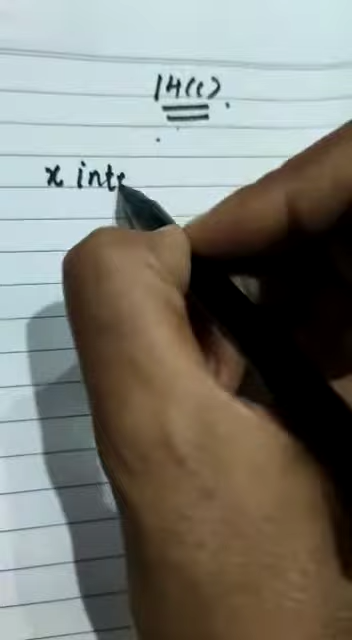 14(c).
x inte